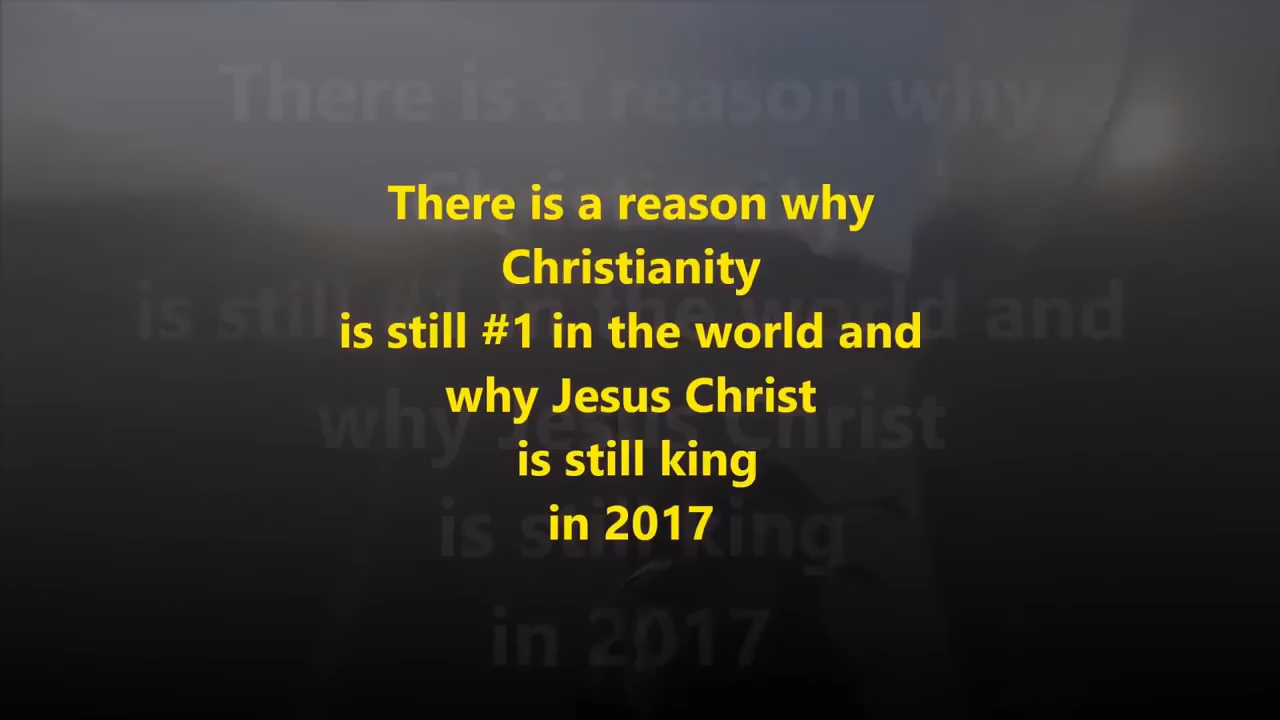 There is a reason why
Christianity
is still #1 in the world and
why Jesus Christ
is still king
in 2017